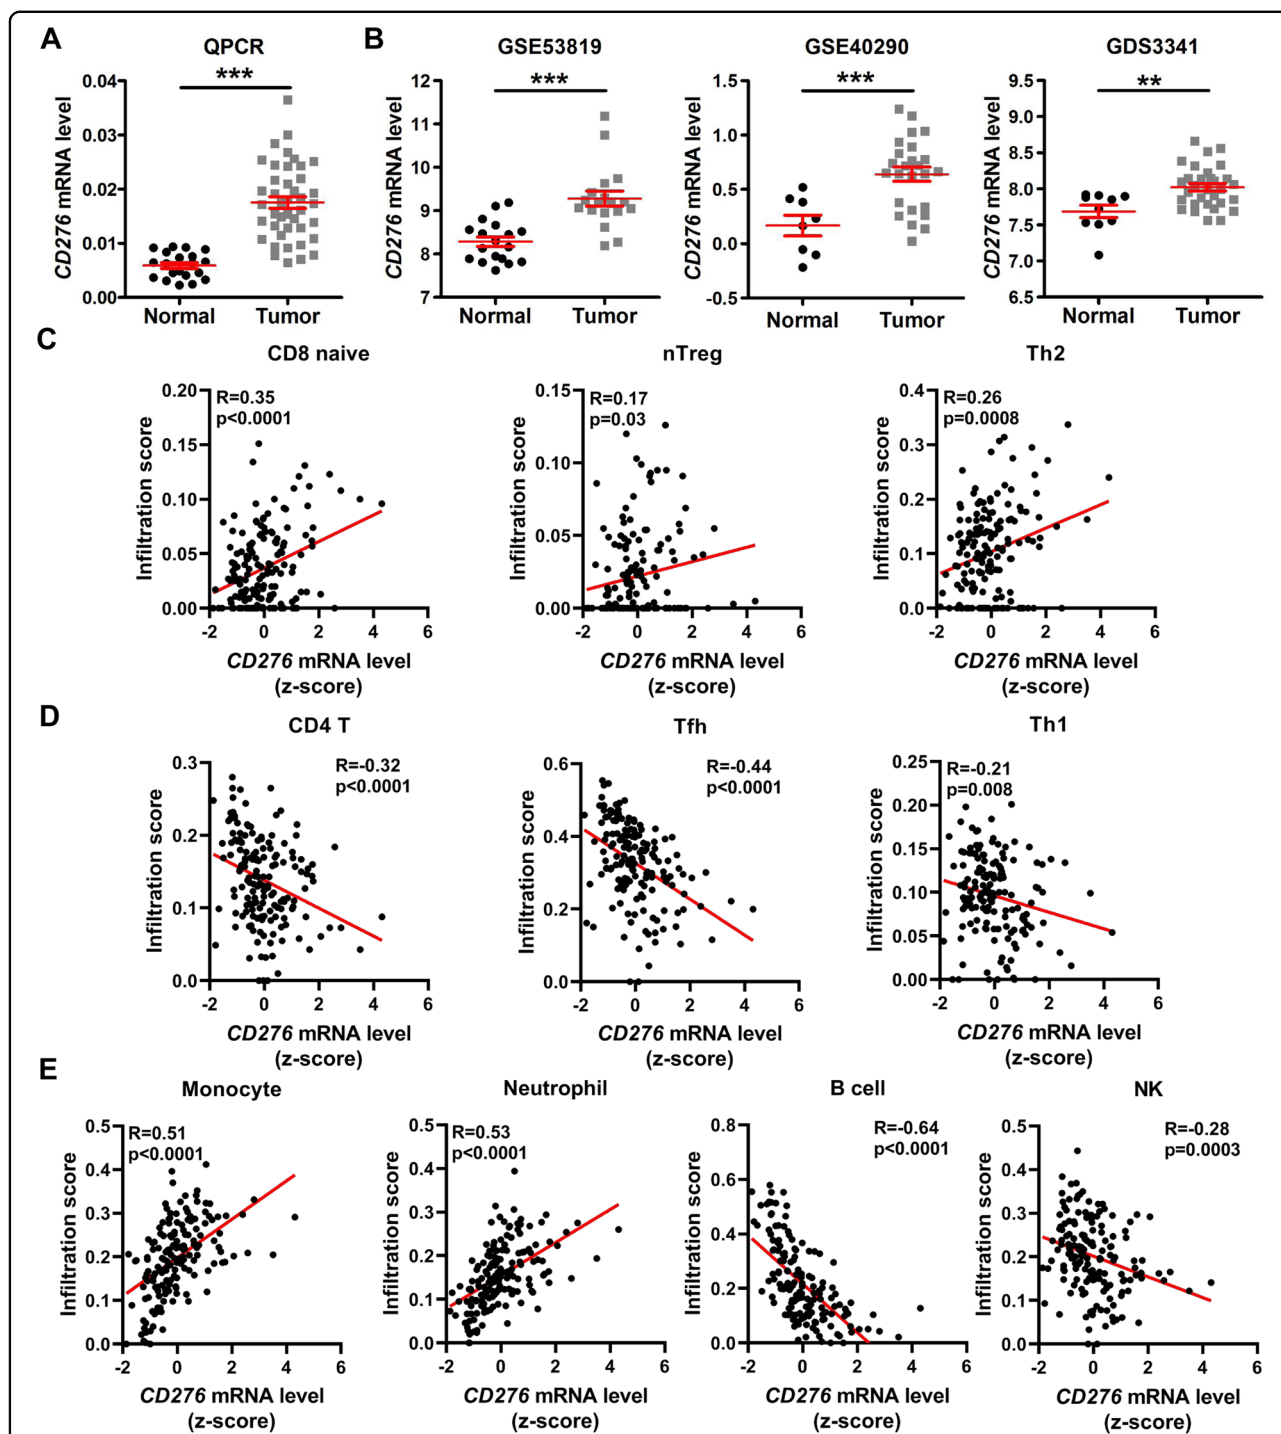 A
QPCR
***
CD276 mRNA level
0.04
0.03
0.02
0.01
0.00
Normal
Tumor
B
GSE53819
***
CD276 mRNA level
12
11
10
9
8
7
Normal
Tumor
GSE40290
***
CD276 mRNA level
1.5
1.0
0.5
0.0
-0.5
Normal
Tumor
GDS3341
**
CD276 mRNA level
9.5
9.0
8.5
8.0
7.5
7.0
6.5
Normal
Tumor
C
CD8 naive
R=0.35
p<0.0001
Infiltration score
0.20
0.15
0.10
0.05
0.00
-2 0 2 4 6
CD276 mRNA level
(z-score)
nTreg
R=0.17
p=0.03
Infiltration score
0.15
0.10
0.05
0.00
-2 0 2 4 6
CD276 mRNA level
(z-score)
Th2
R=0.26
p=0.0008
Infiltration score
0.4
0.3
0.2
0.1
0.0
-2 0 2 4 6
CD276 mRNA level
(z-score)
D
CD4 T
R=-0.32
p<0.0001
Infiltration score
0.3
0.2
0.1
0.0
-2 0 2 4 6
CD276 mRNA level
(z-score)
Tfh
R=-0.44
p<0.0001
Infiltration score
0.6
0.4
0.2
0.0
-2 0 2 4 6
CD276 mRNA level
(z-score)
Th1
R=-0.21
p=0.008
Infiltration score
0.25
0.20
0.15
0.10
0.05
0.00
-2 0 2 4 6
CD276 mRNA level
(z-score)
E
Monocyte
R=0.51
p<0.0001
Infiltration score
0.5
0.4
0.3
0.2
0.1
0.0
-2 0 2 4 6
CD276 mRNA level
(z-score)
Neutrophil
R=0.53
p<0.0001
Infiltration score
0.5
0.4
0.3
0.2
0.1
0.0
-2 0 2 4 6
CD276 mRNA level
(z-score)
B cell
R=-0.64
p<0.0001
Infiltration score
0.8
0.6
0.4
0.2
0.0
-2 0 2 4 6
CD276 mRNA level
(z-score)
NK
R=-0.28
p=0.0003
Infiltration score
0.5
0.4
0.3
0.2
0.1
0.0
-2 0 2 4 6
CD276 mRNA level
(z-score)